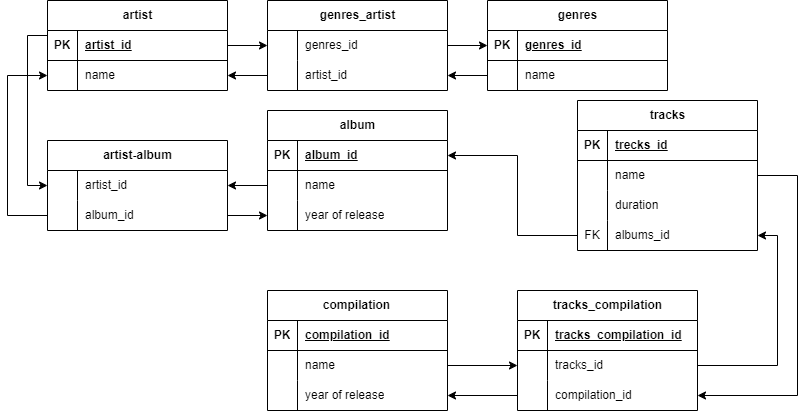 artist
PK artist_id
name
genres_artist
genres_id
artist_id
genres
PK genres_id
name
artist-album
artist_id
album_id
album
PK album_id
name
year of release
tracks
PK trecks_id
name
duration
FK albums_id
compilation
PK compilation_id
name
year of release
tracks_compilation
PK tracks_compilation_id
tracks_id
compilation_id